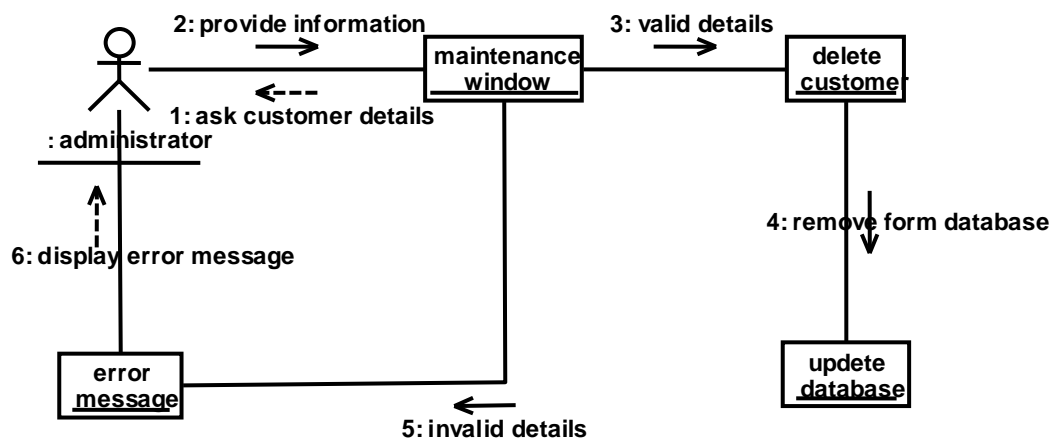 2: provide information
3: valid details
maintenance
window
delete
customer
1: ask customer details
: administrator
4: remove form database
6: display error message
error
message
updete
database
5: invalid details